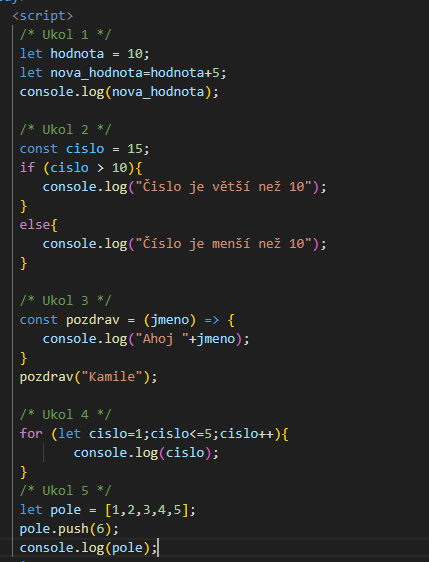 <script>
/* Ukol 1 */
let hodnota = 10;
let nova_hodnota=hodnota+5;
console.log(nova_hodnota);
/* Ukol 2 */
const cislo = 15;
if (cislo > 10){
console.log("Čislo je větší než 10");
}
else{
console.log("Číslo je menší než 10");
}
/* Ukol 3 */
const pozdrav = (jmeno) => {
console.log("Ahoj "+jmeno);
}
pozdrav("Kamile");
/* Ukol 4 */
for (let cislo=1;cislo<=5;cislo++){
console.log(cislo);
}
/* Ukol 5 */
let pole = [1,2,3,4,5];
pole.push(6);
console.log(pole);